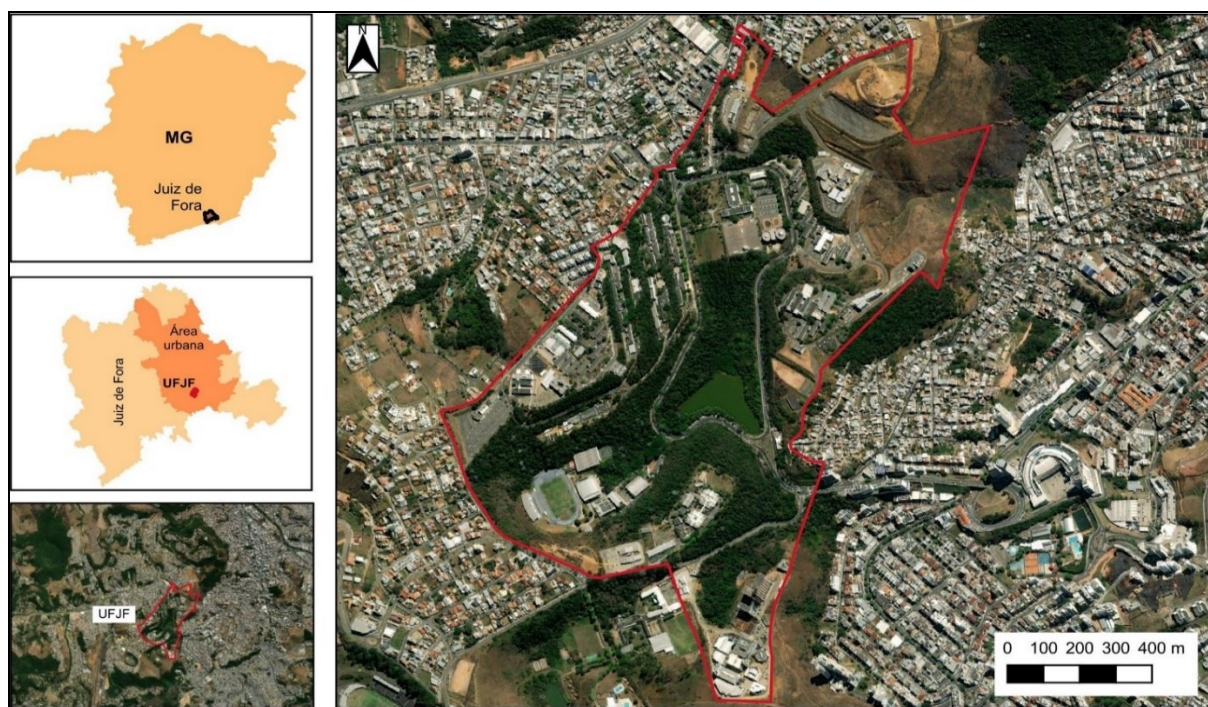 MG
Juiz de
Fora
Juiz de Fora
Área
urbana
UFJF
UFJF
N
0 100 200 300 400 m